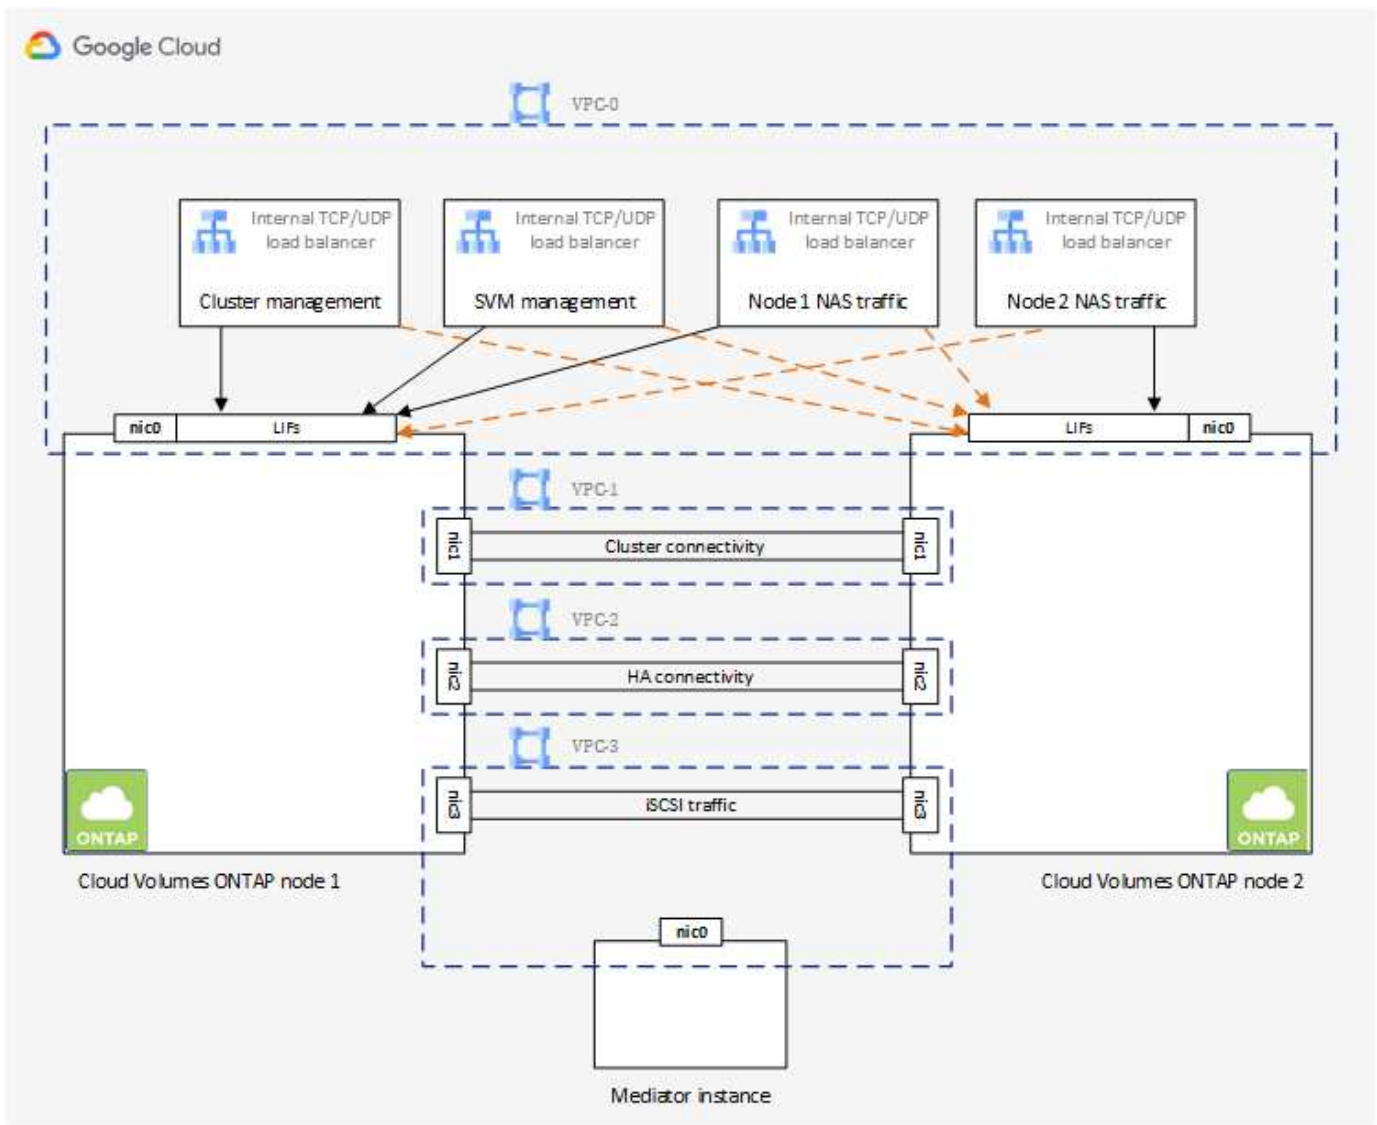 Google Cloud
VPC-0
Internal TCP/UDP
load balancer
Cluster management
Internal TCP/UDP
load balancer
SVM management
Internal TCP/UDP
load balancer
Node 1 NAS traffic
Internal TCP/UDP
load balancer
Node 2 NAS traffic
nic0
LIFs
LIFs
nic0
VPC-1
nic1
Cluster connectivity
nic1
VPC-2
nic2
HA connectivity
nic2
VPC-3
nic3
iSCSI traffic
nic3
ONTAP
ONTAP
Cloud Volumes ONTAP node 1
Cloud Volumes ONTAP node 2
nic0
Mediator instance